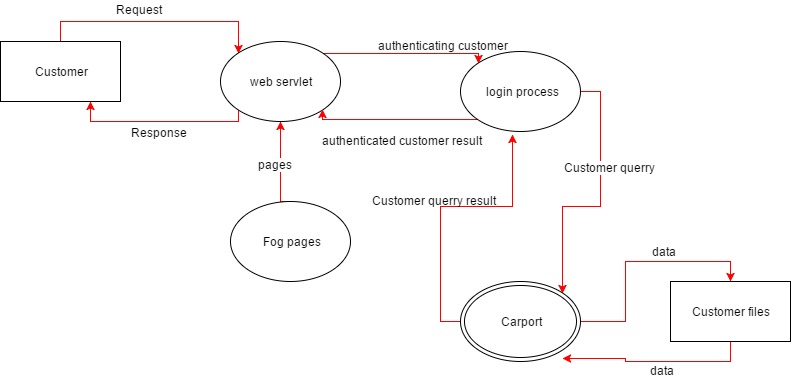 Request
authenticating customer
Customer
web servlet
login process
Response
authenticated customer result
pages
Customer querry
Customer querry result
Fog pages
data
Carport
Customer files
data